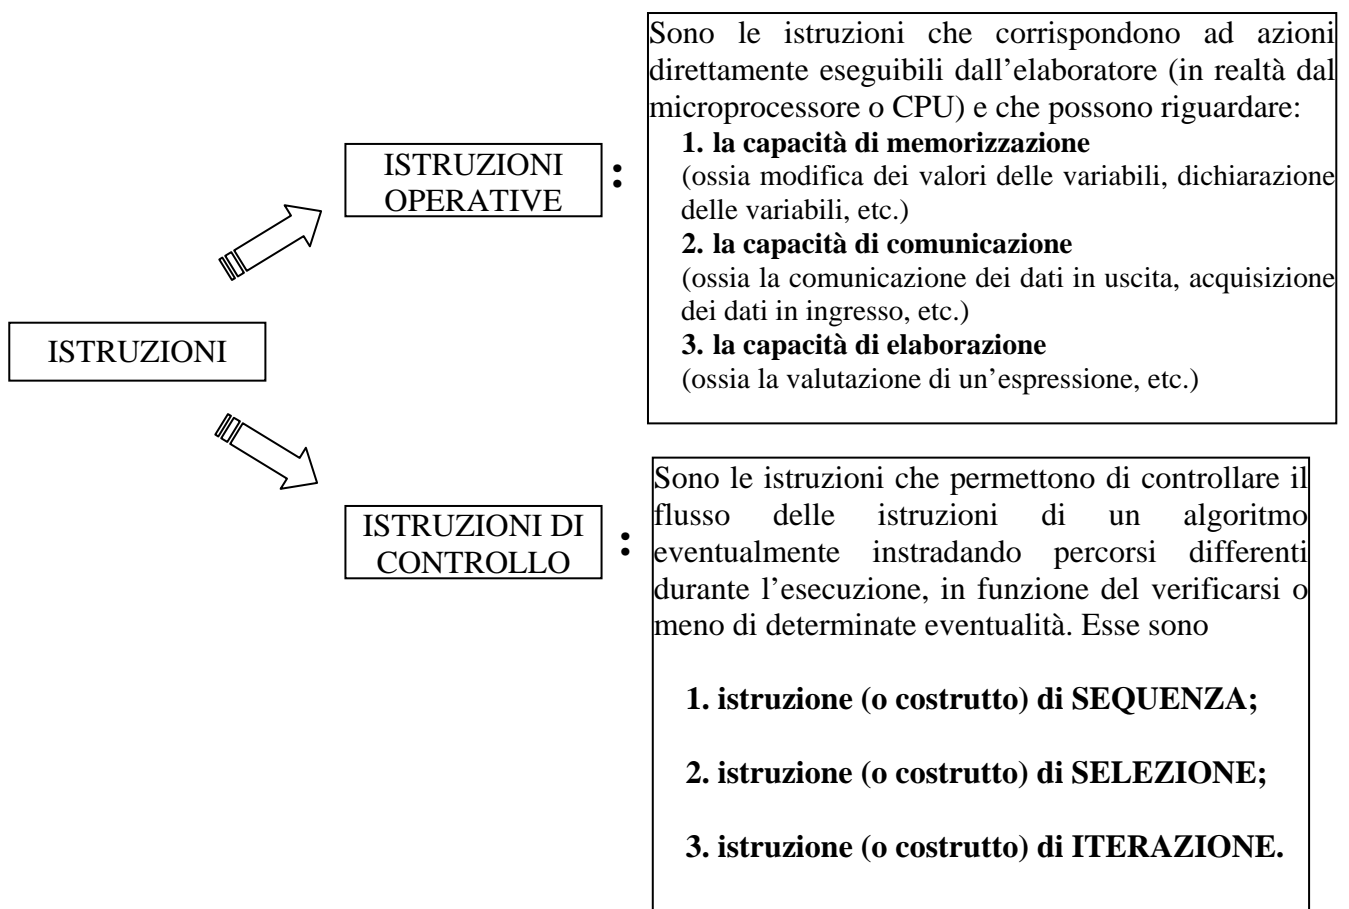 Sono le istruzioni che corrispondono ad azioni
direttamente eseguibili dall’elaboratore (in realtà dal
microprocessore o CPU) e che possono riguardare:
1. la capacità di memorizzazione
(ossia modifica dei valori delle variabili, dichiarazione
delle variabili, etc.)
2. la capacità di comunicazione
(ossia la comunicazione dei dati in uscita, acquisizione
dei dati in ingresso, etc.)
3. la capacità di elaborazione
(ossia la valutazione di un’espressione, etc.)
ISTRUZIONI
OPERATIVE
:
ISTRUZIONI
ISTRUZIONI DI
CONTROLLO
:
Sono le istruzioni che permettono di controllare il
flusso delle istruzioni di un algoritmo
eventualmente instradando percorsi differenti
durante l’esecuzione, in funzione del verificarsi o
meno di determinate eventualità. Esse sono
1. istruzione (o costrutto) di SEQUENZA;
2. istruzione (o costrutto) di SELEZIONE;
3. istruzione (o costrutto) di ITERAZIONE.